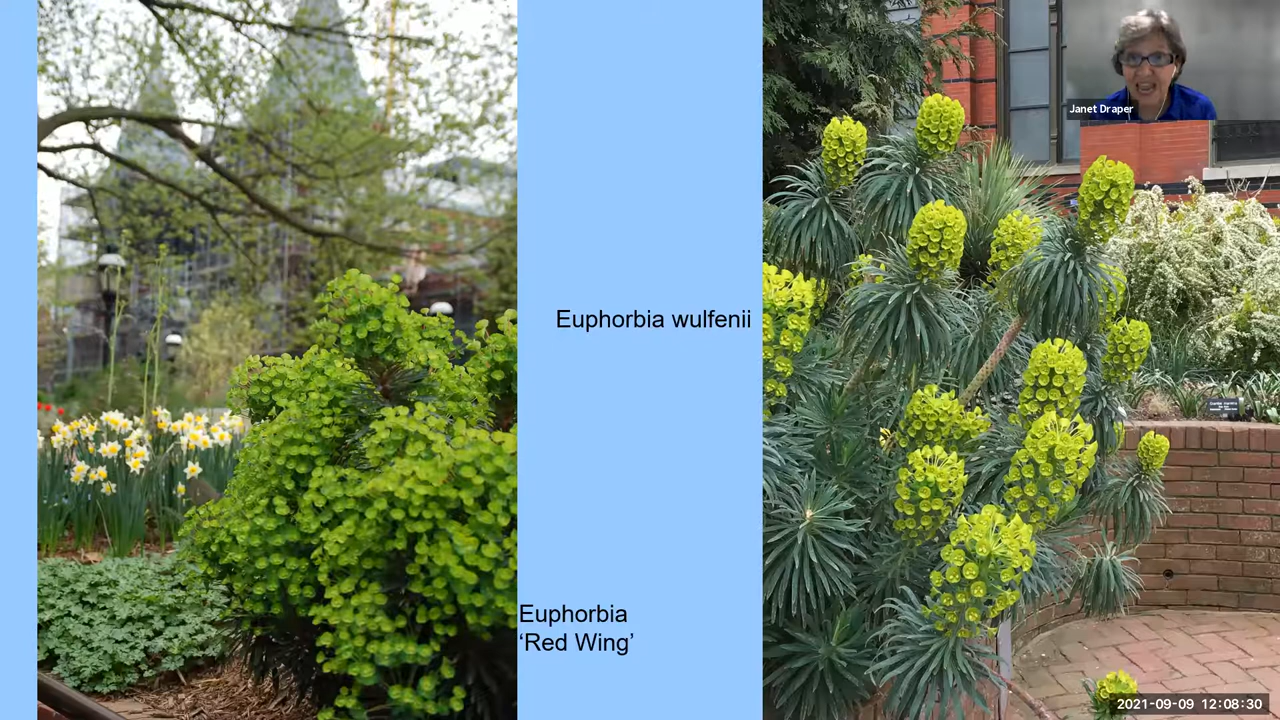 Janet Draper
Euphorbia wulfenii
Euphorbia
‘Red Wing’
2021-09-09 12:08:30